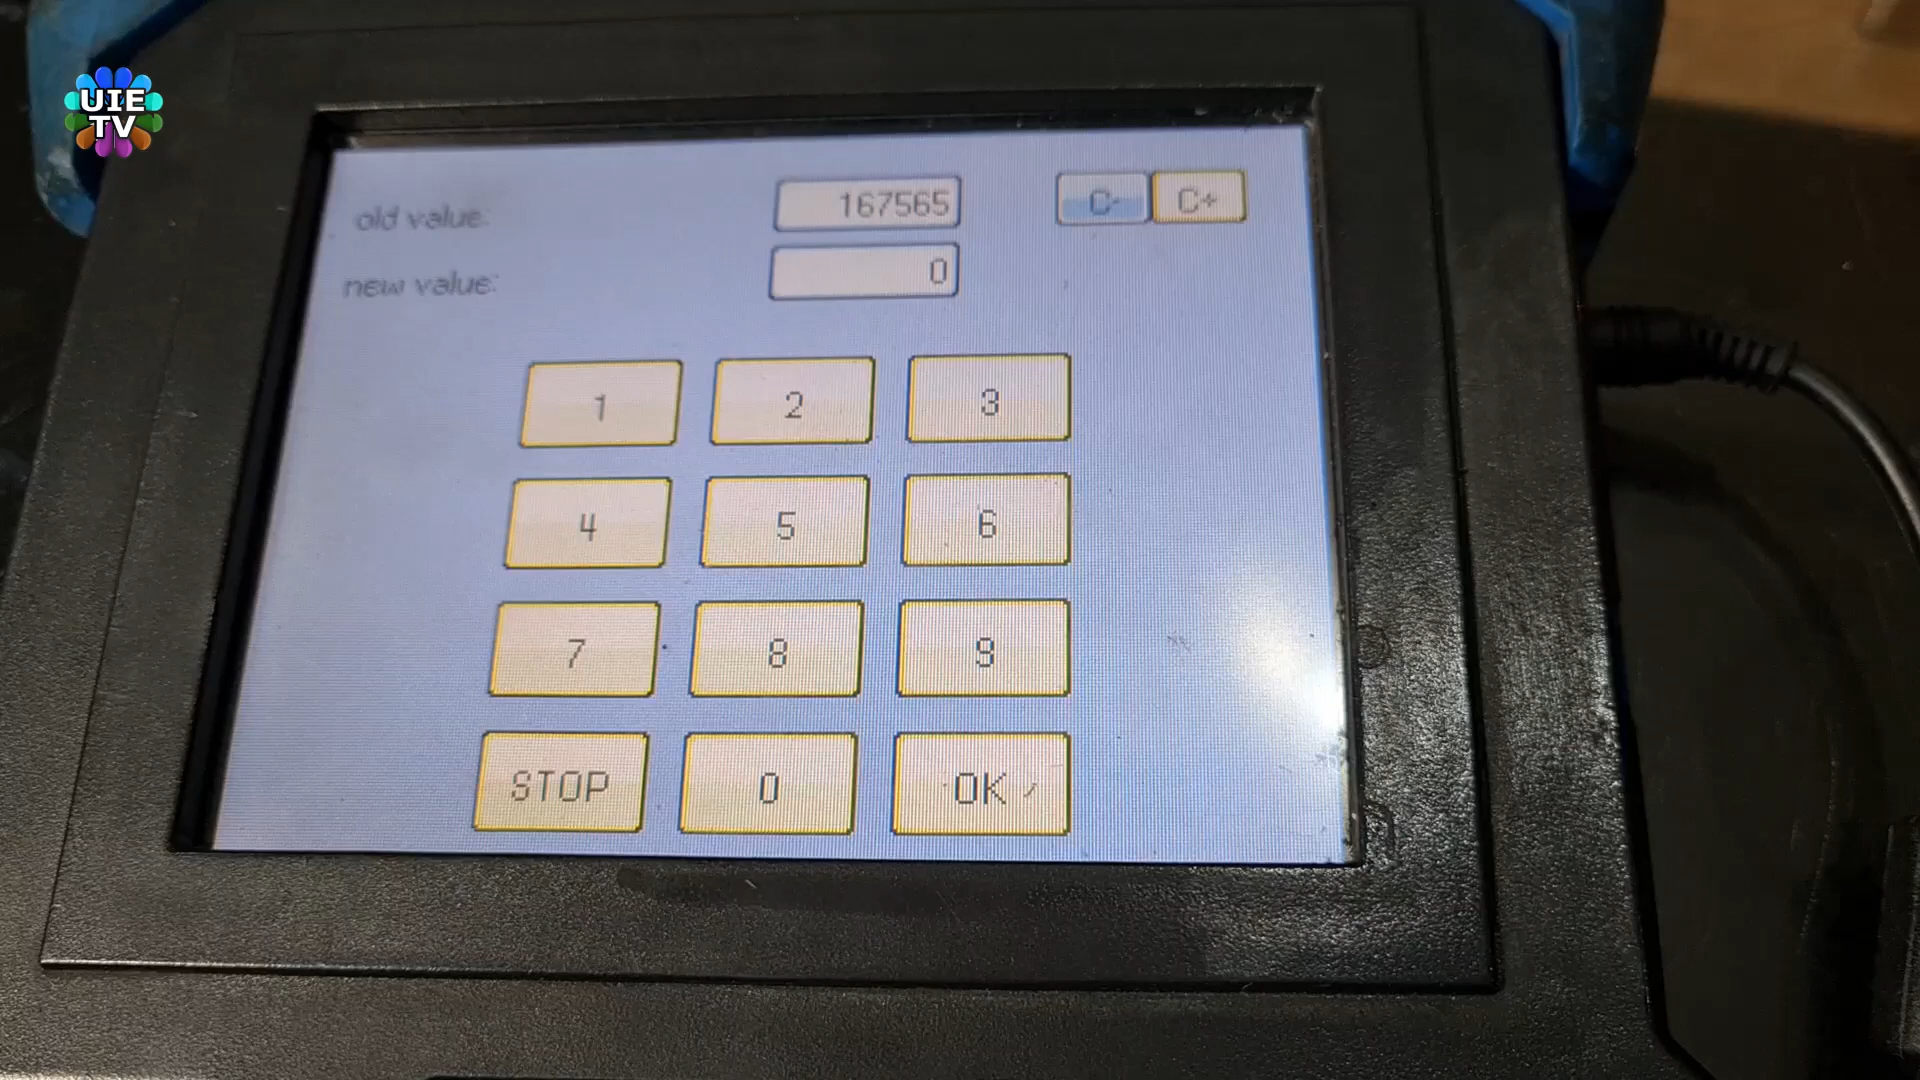 UIE
TV
old value: 167565 C- C+
new value: 0
1 2 3
4 5 6
7 8 9
STOP 0 OK